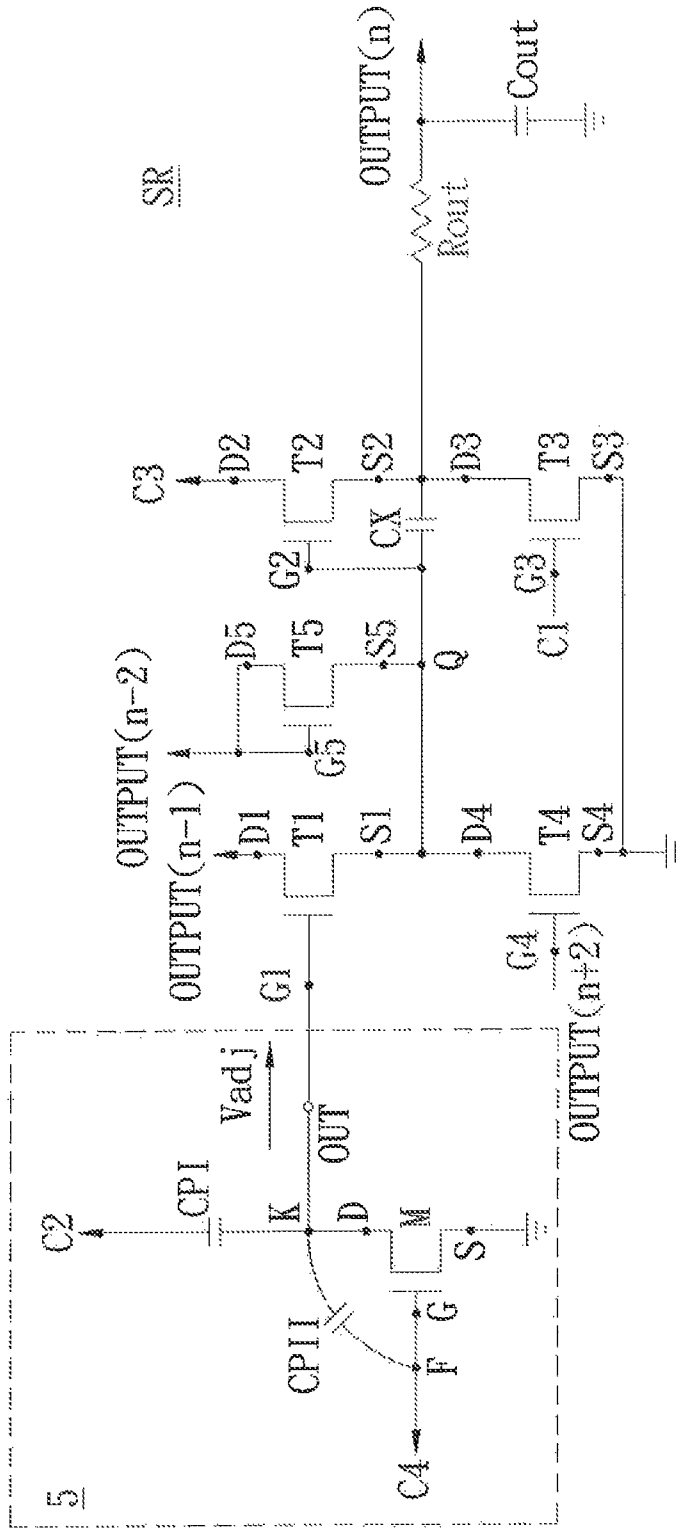 SR
5
C2
CPI
CPII
K
Vadj
OUT
D
M
G
S
F
C4
OUTPUT(n-1)
OUTPUT(n-2)
C3
D1
T1
G1
S1
D5
T5
G5
S5
D2
T2
G2
S2
CX
Q
D4
T4
G4
S4
OUTPUT(n+2)
D3
T3
G3
C1
S3
Rout
OUTPUT(n)
Cout